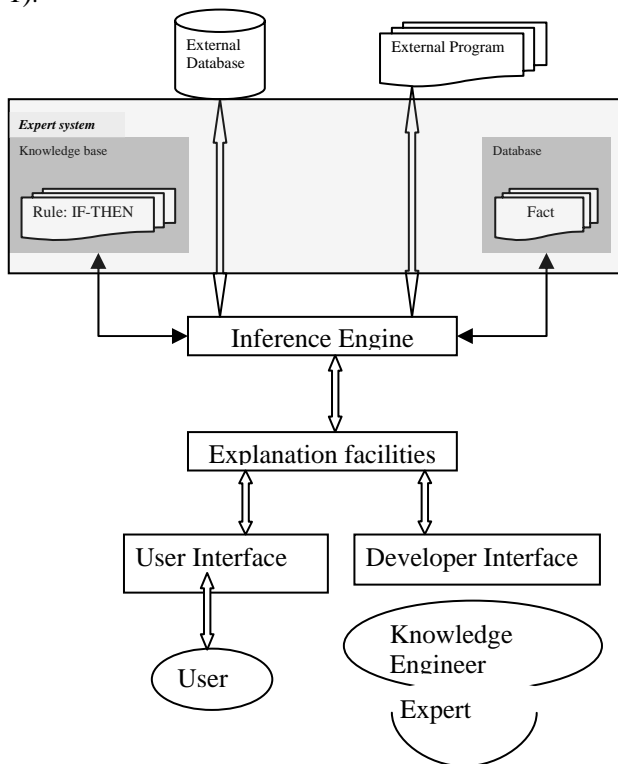 1).
External
Database
External Program
Expert system
Knowledge base
Database
Rule: IF-THEN
Fact
Inference Engine
Explanation facilities
User Interface
Developer Interface
Knowledge
Engineer
User
Expert